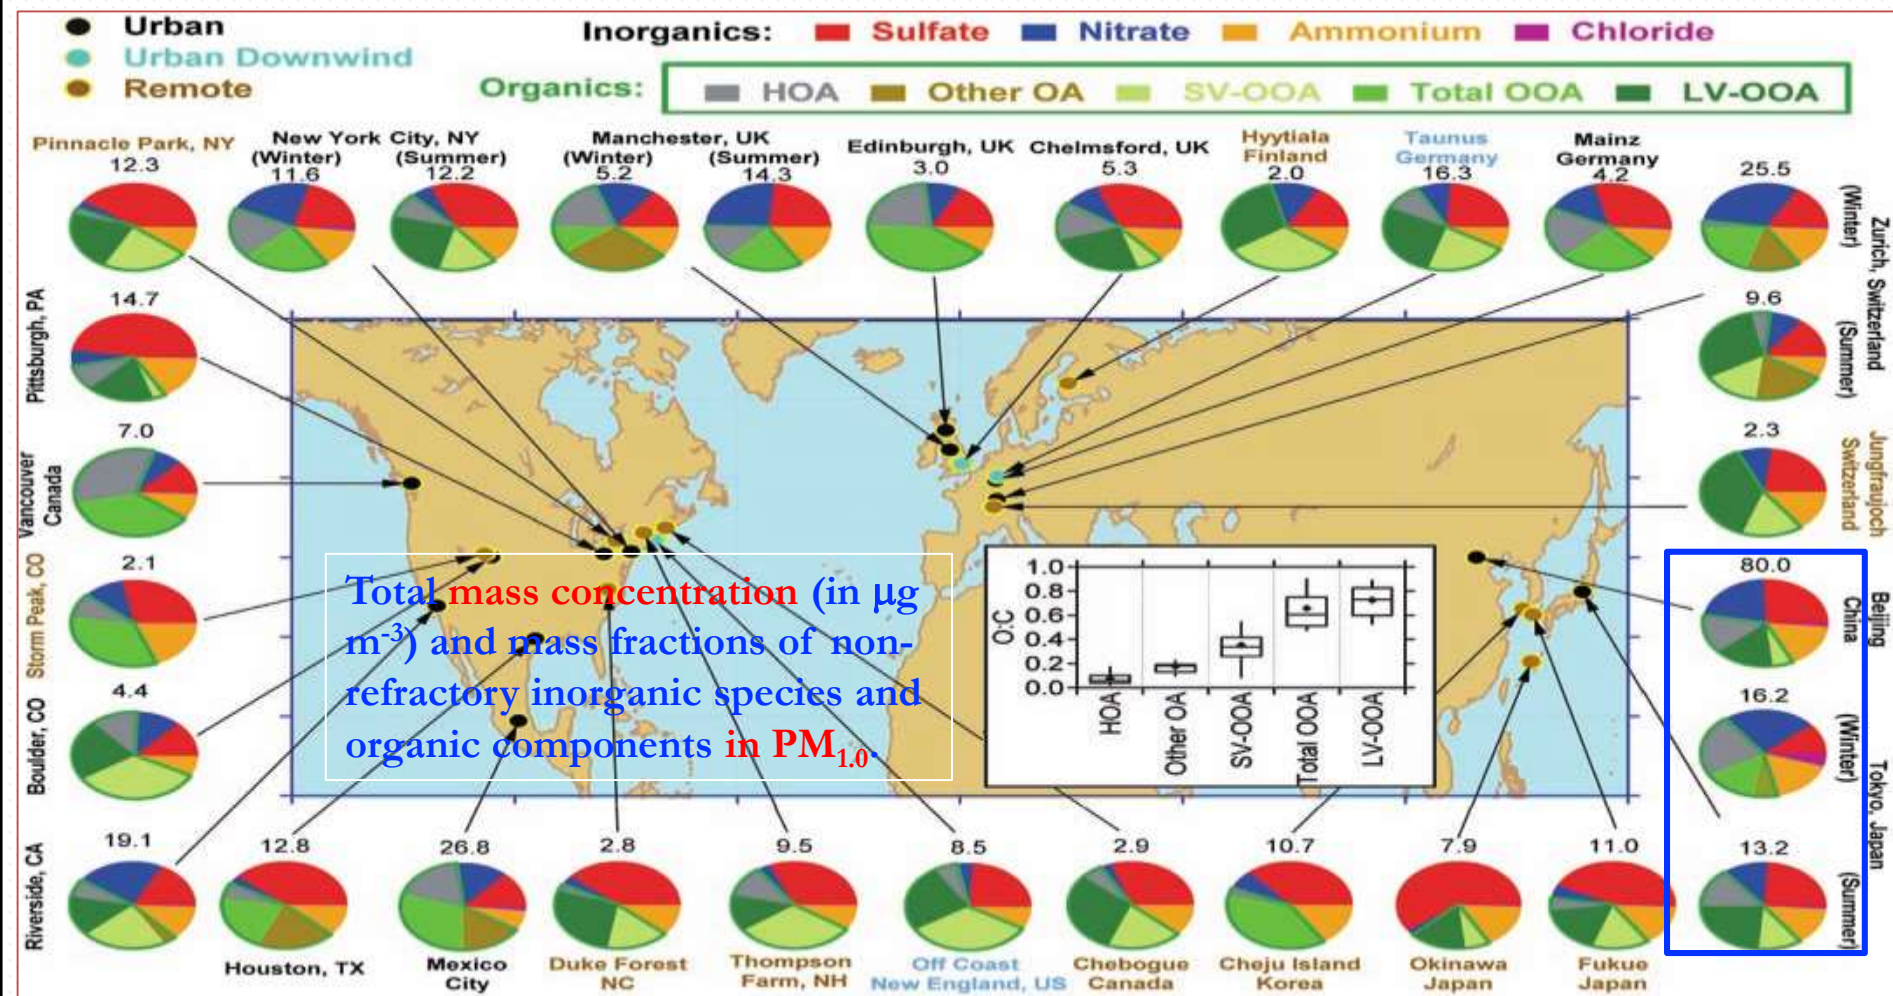 Urban
Urban Downwind
Remote
Inorganics: Sulfate Nitrate Ammonium Chloride
Organics: HOA Other OA SV-OOA Total OOA LV-OOA
Pinnacle Park, NY
12.3
New York City, NY
(Winter) (Summer)
11.6 12.2
Manchester, UK
(Winter) (Summer)
5.2 14.3
Edinburgh, UK
3.0
Chelmsford, UK
5.3
Hyytiala
Finland
2.0
Taunus
Germany
16.3
Mainz
Germany
4.2
25.5
(Winter)
Zurich, Switzerland
9.6
(Summer)
2.3
Jungfraujoch
Switzerland
80.0
Beijing
China
16.2
(Winter)
Tokyo, Japan
13.2
(Summer)
Pittsburgh, PA
14.7
Vancouver
Canada
7.0
Storm Peak, CO
2.1
Boulder, CO
4.4
Riverside, CA
19.1
12.8
Houston, TX
26.8
Mexico
City
2.8
Duke Forest
NC
9.5
Thompson
Farm, NH
8.5
Off Coast
New England, US
2.9
Chebogue
Canada
10.7
Cheju Island
Korea
7.9
Okinawa
Japan
11.0
Fukue
Japan
Total mass concentration (in µg
m-3) and mass fractions of non-
refractory inorganic species and
organic components in PM1.0.
O:C
1.0
0.8
0.6
0.4
0.2
0.0
HOA
Other OA
SV-OOA
Total OOA
LV-OOA